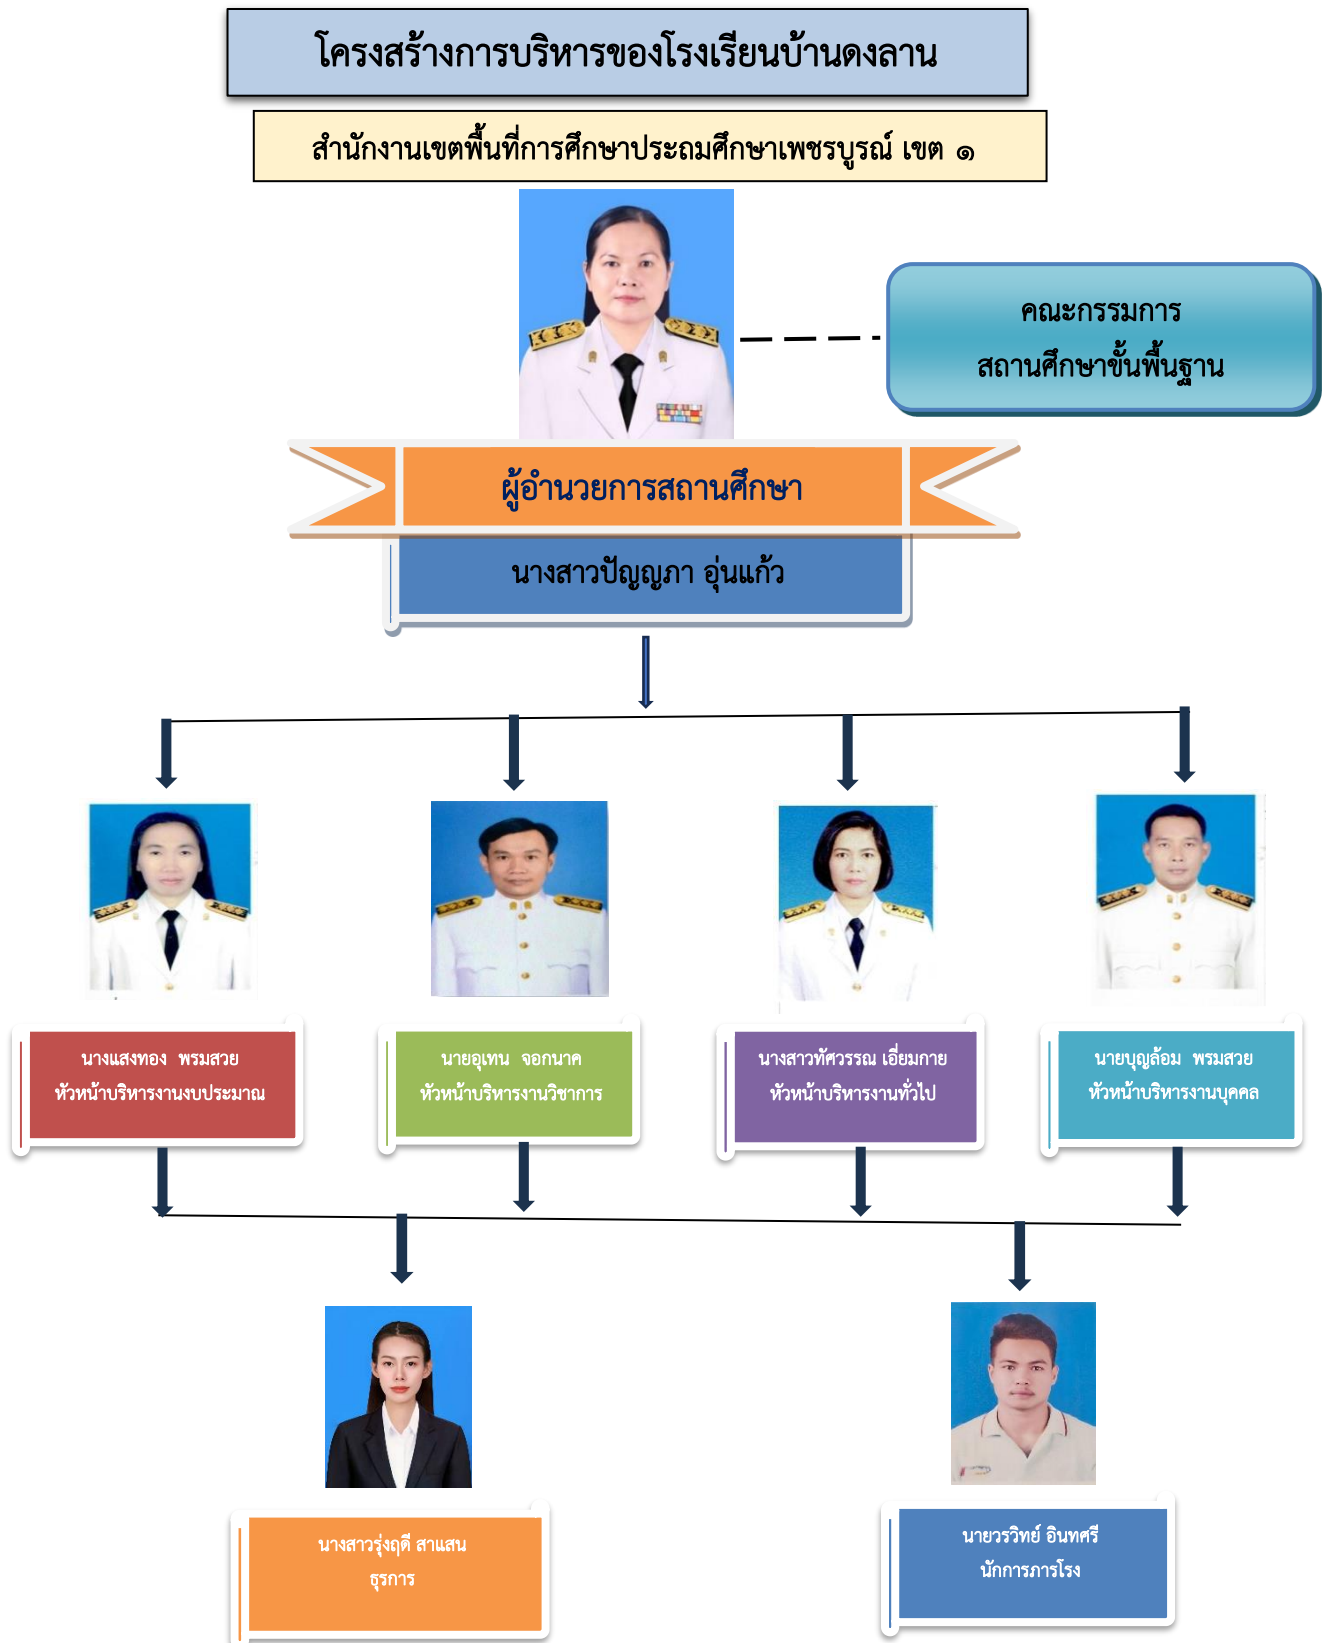 โครงสร้างการบริหารของโรงเรียนบ้านดงลาน
สำนักงานเขตพื้นที่การศึกษาประถมศึกษาเพชรบูรณ์ เขต ๑
คณะกรรมการ
สถานศึกษาขั้นพื้นฐาน
ผู้อำนวยการสถานศึกษา
นางสาวปัญญภา อุ่นแก้ว
นางแสงทอง พรมสวย
หัวหน้าบริหารงานงบประมาณ
นายอุเทน จอกนาค
หัวหน้าบริหารงานวิชาการ
นางสาวทัศวรรณ เอี่ยมกาย
หัวหน้าบริหารงานทั่วไป
นายบุญล้อม พรมสวย
หัวหน้าบริหารงานบุคคล
นางสาวรุ่งฤดี สาแสน
ธุรการ
นายวรวิทย์ อินทศรี
นักการภารโรง